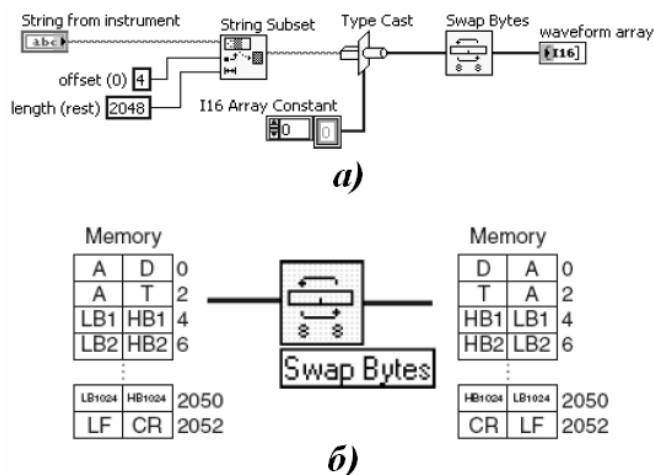 String from instrument
abc
String Subset
Type Cast
Swap Bytes
waveform array
I16]
offset (0) 4
length (rest) 2048
I16 Array Constant
0 0
а)
Memory
A D 0
A T 2
LB1 HB1 4
LB2 HB2 6
LB1024 HB1024 2050
LF CR 2052
Swap Bytes
Memory
D A 0
T A 2
HB1 LB1 4
HB2 LB2 6
HB1024 LB1024 2050
CR LF 2052
б)